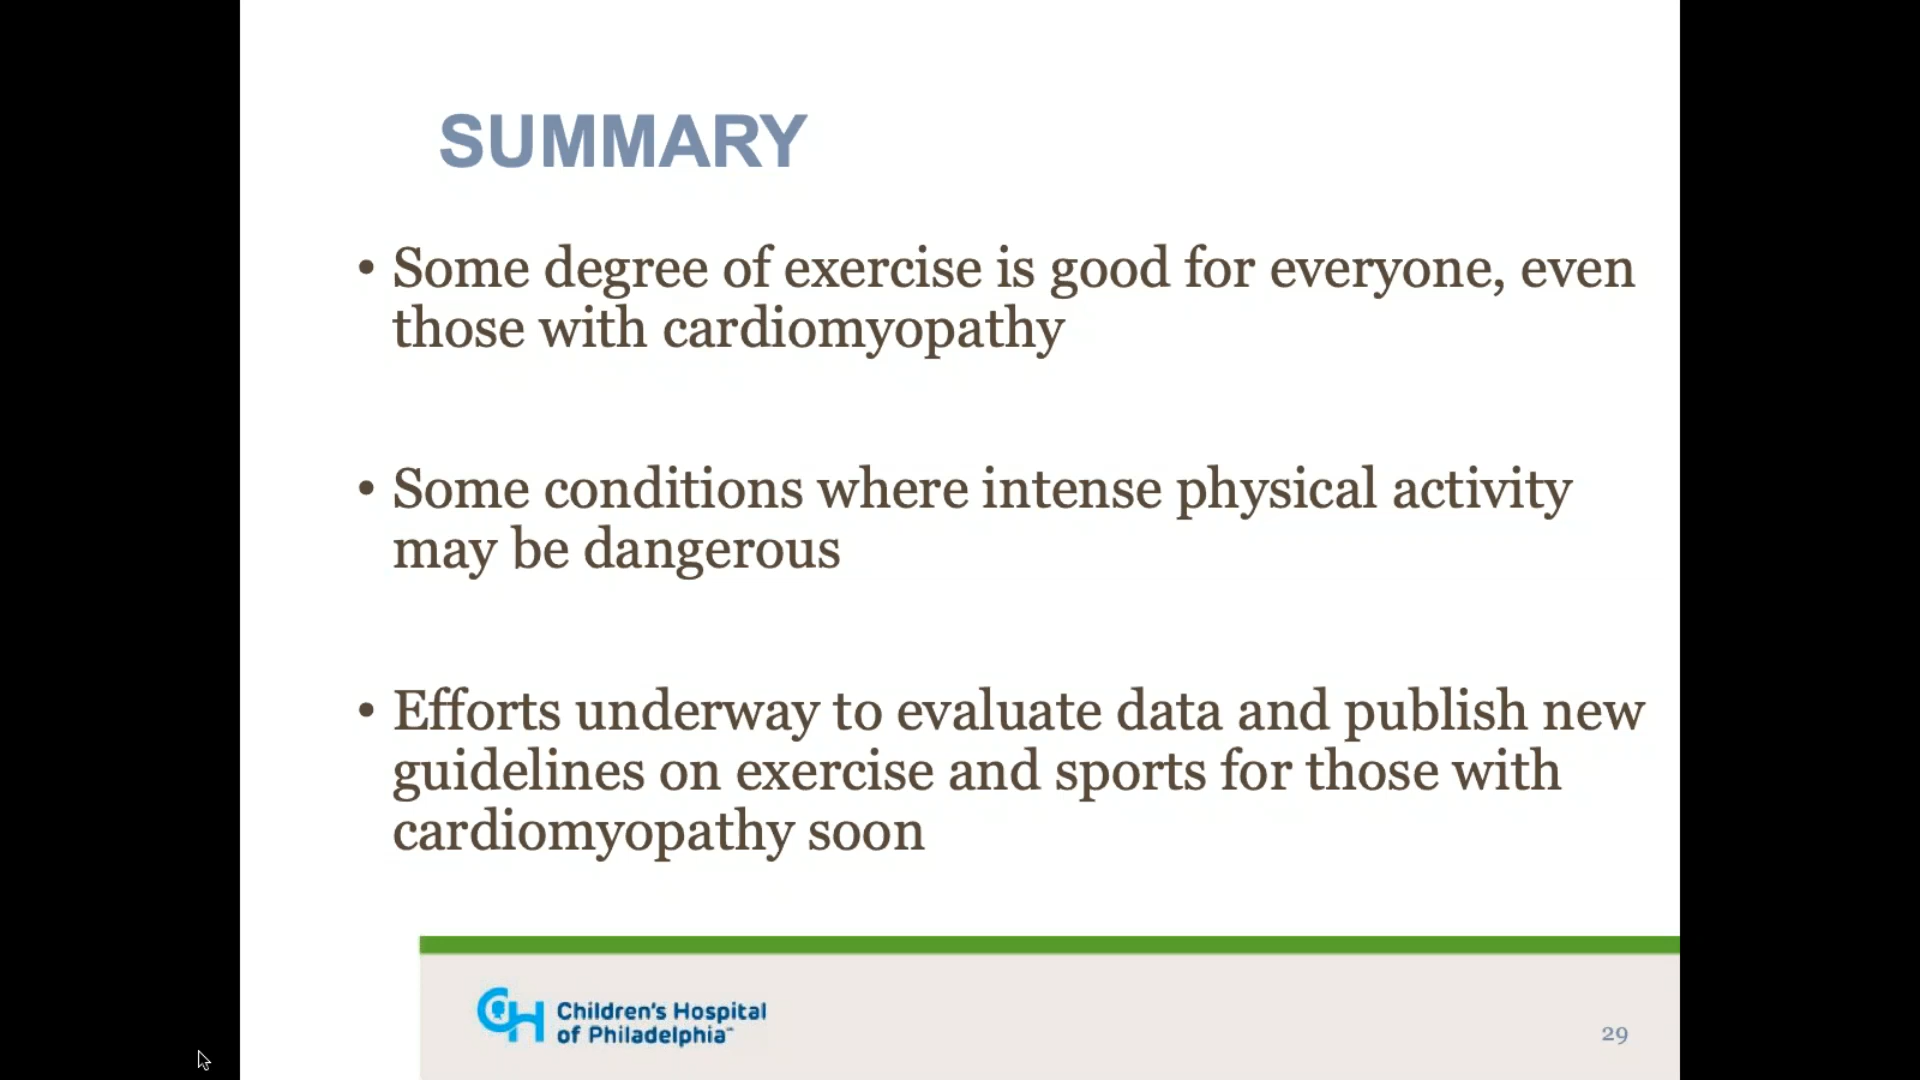 SUMMARY
• Some degree of exercise is good for everyone, even
those with cardiomyopathy
• Some conditions where intense physical activity
may be dangerous
• Efforts underway to evaluate data and publish new
guidelines on exercise and sports for those with
cardiomyopathy soon
CH Children's Hospital
of Philadelphia™
29